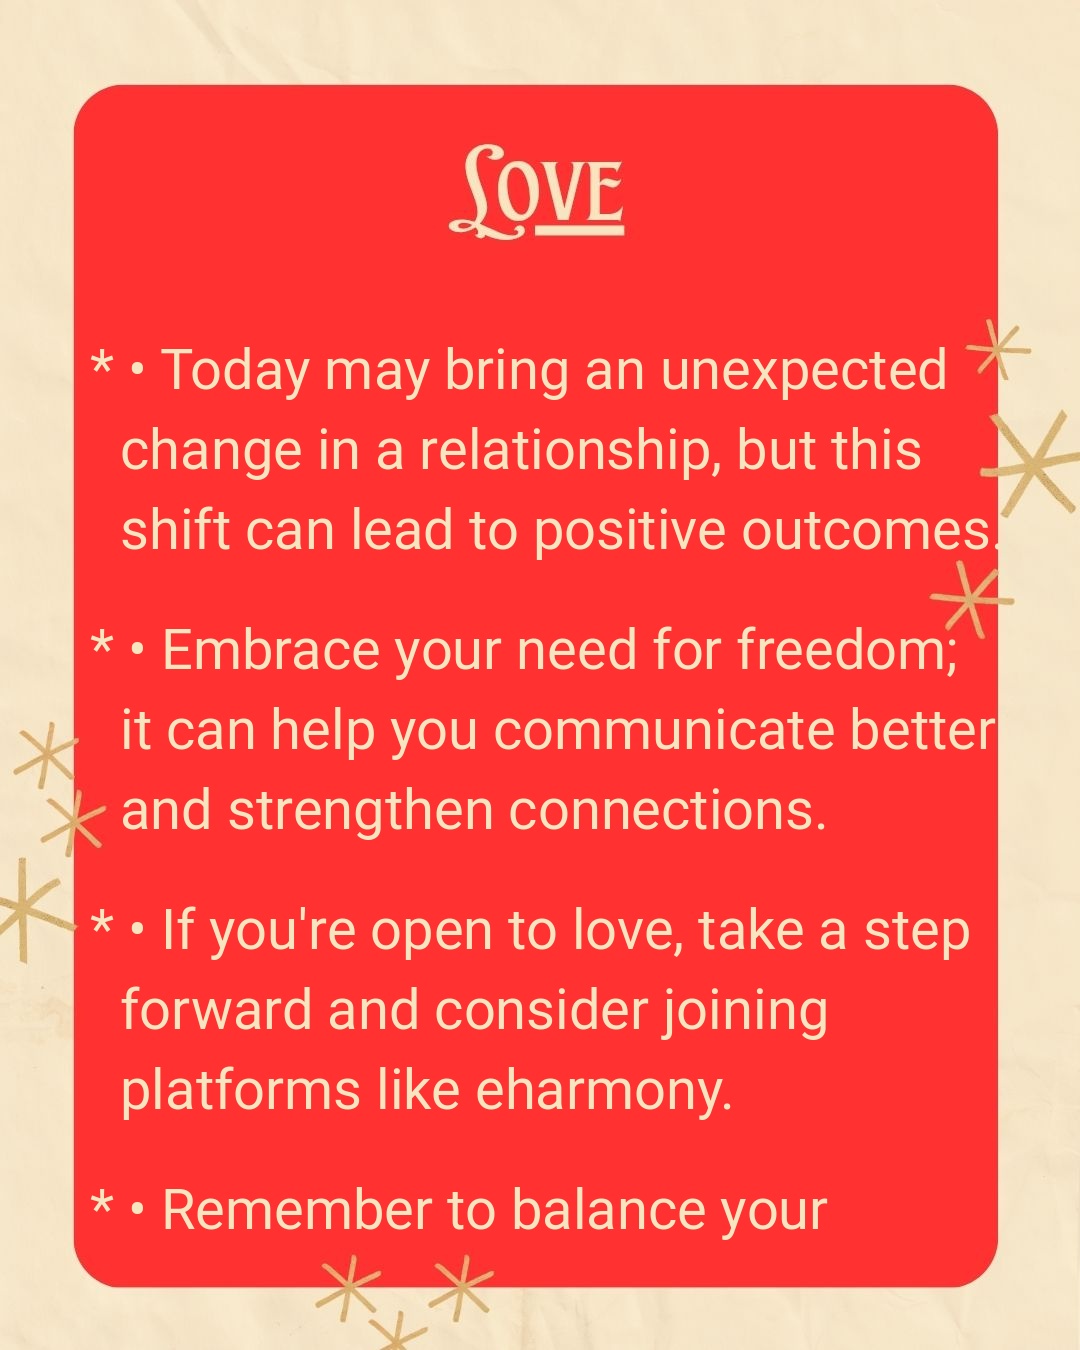 Love
* • Today may bring an unexpected
change in a relationship, but this
shift can lead to positive outcomes.
* • Embrace your need for freedom;
it can help you communicate better
and strengthen connections.
* • If you're open to love, take a step
forward and consider joining
platforms like eharmony.
* • Remember to balance your